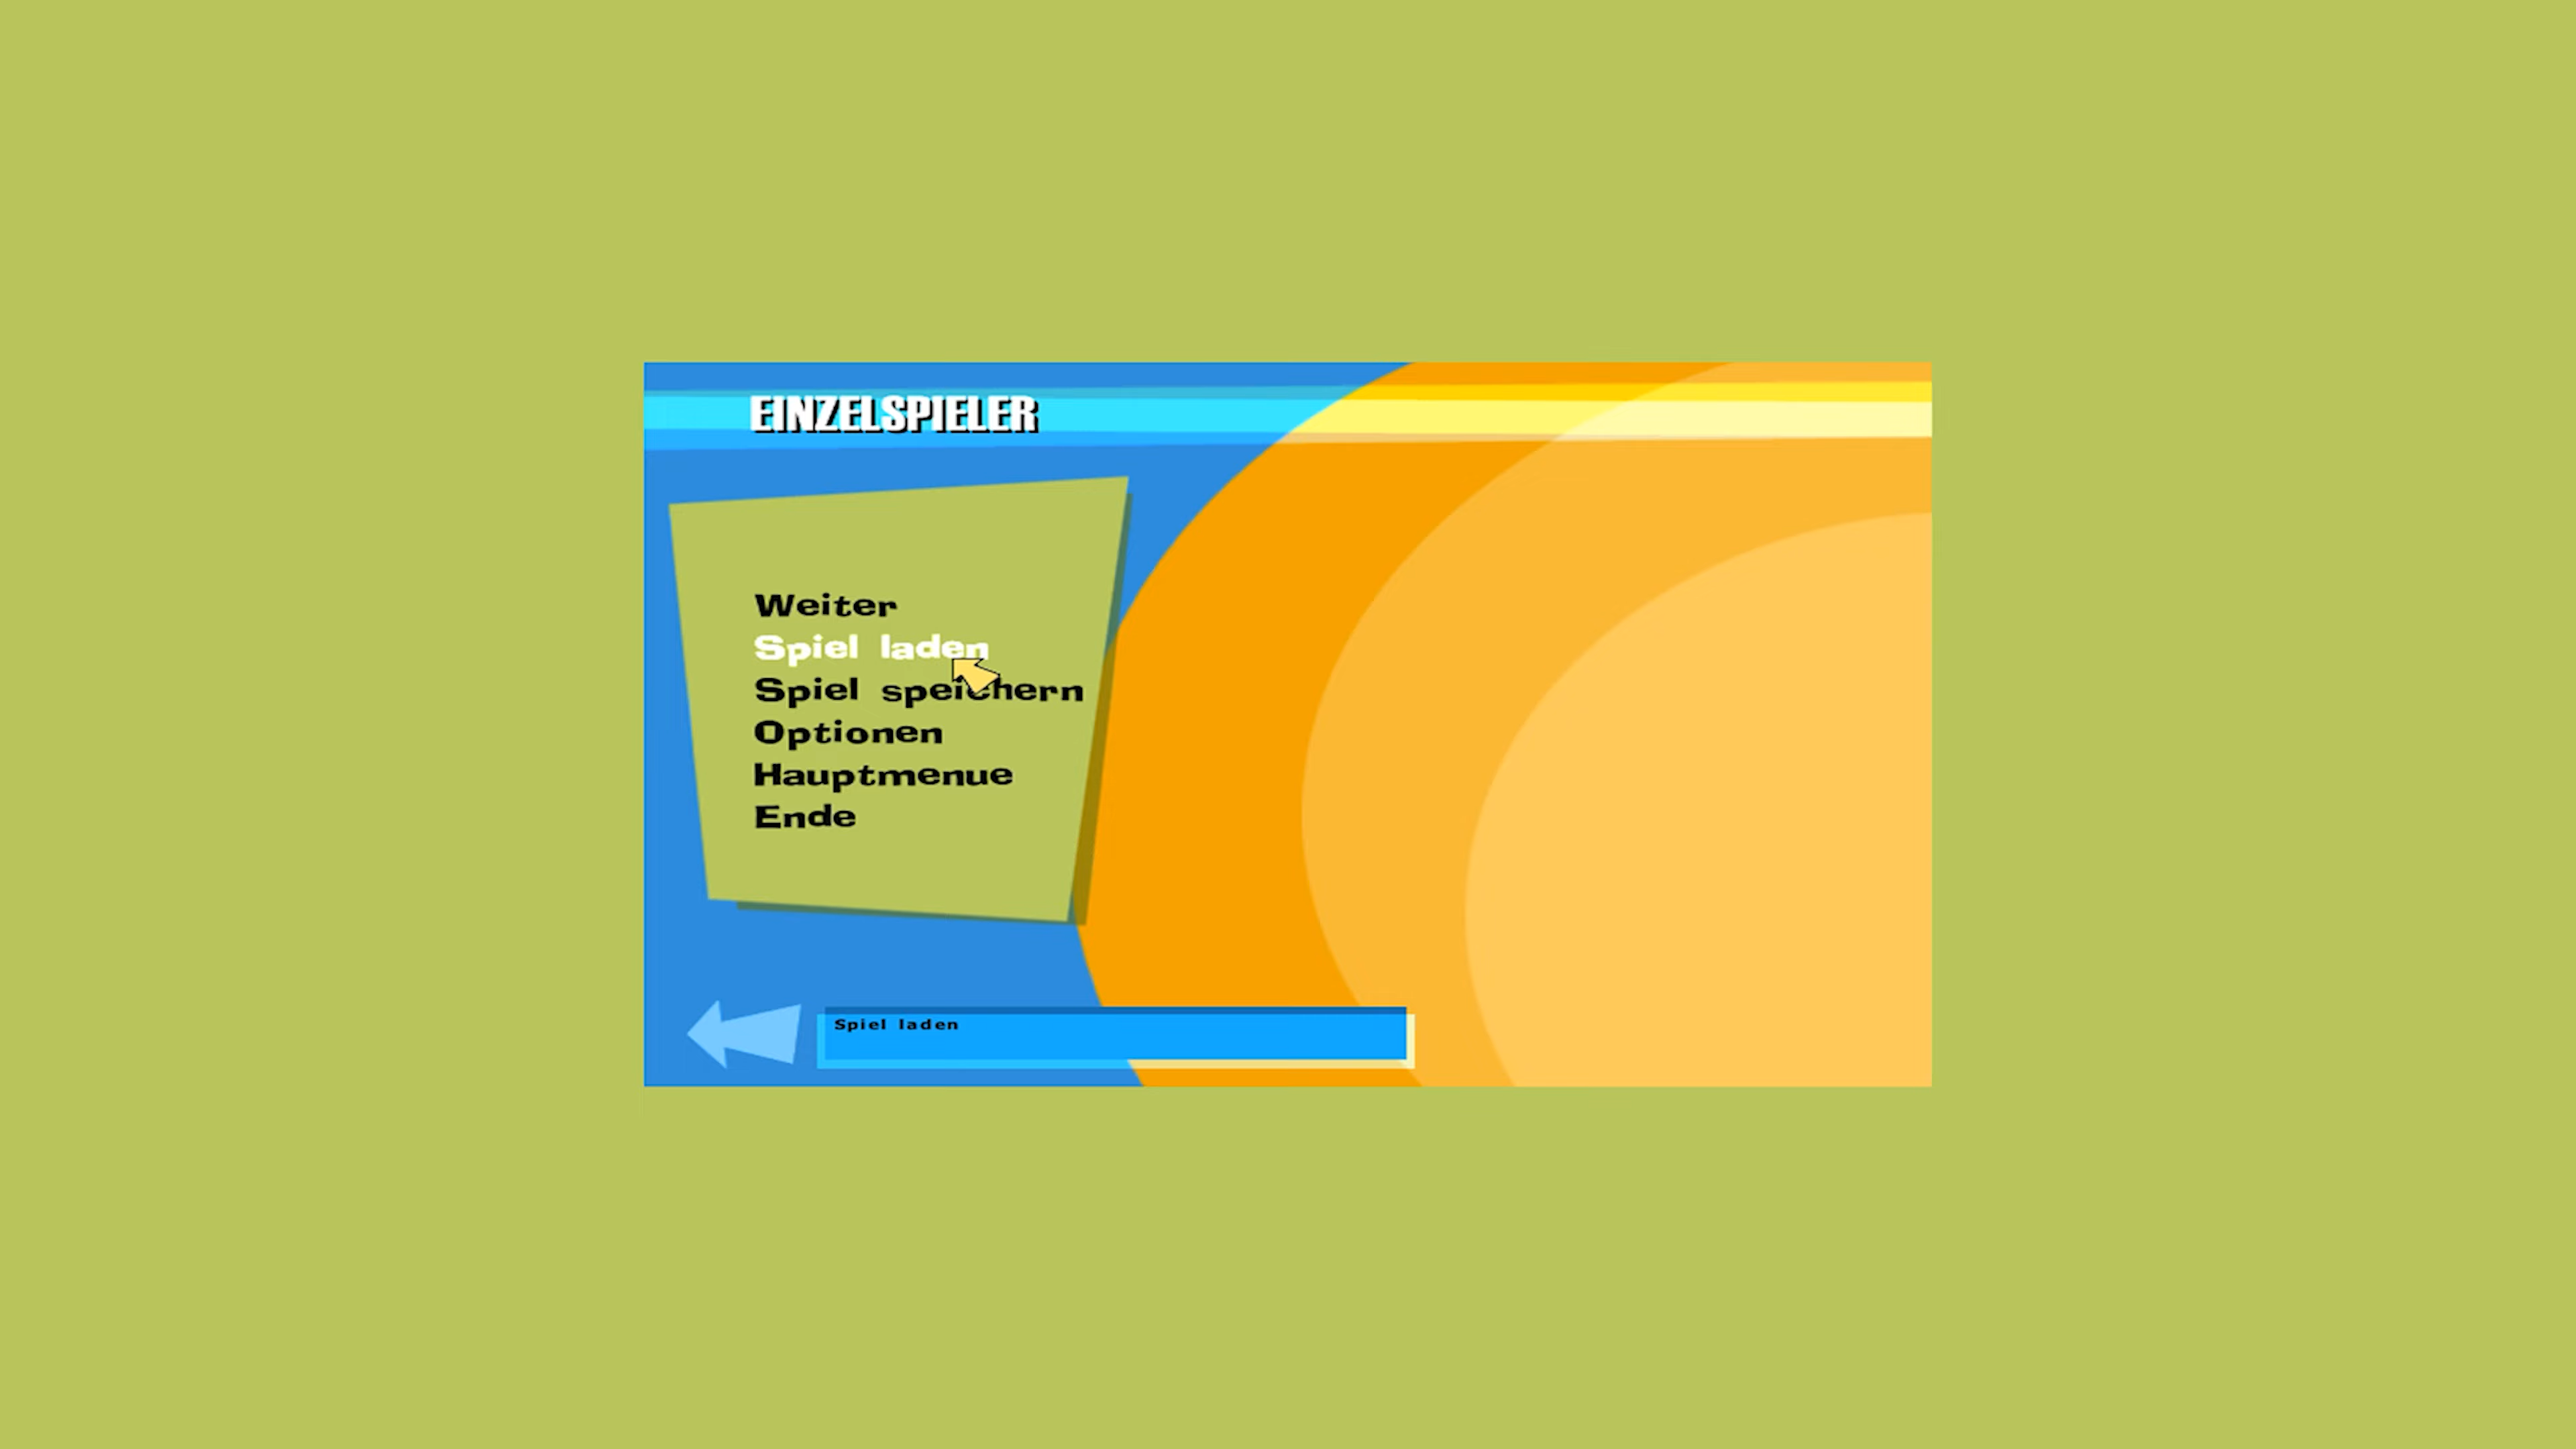 EINZELSPIELER
Weiter
Spiel laden
Spiel speichern
Optionen
Hauptmenue
Ende
Spiel laden